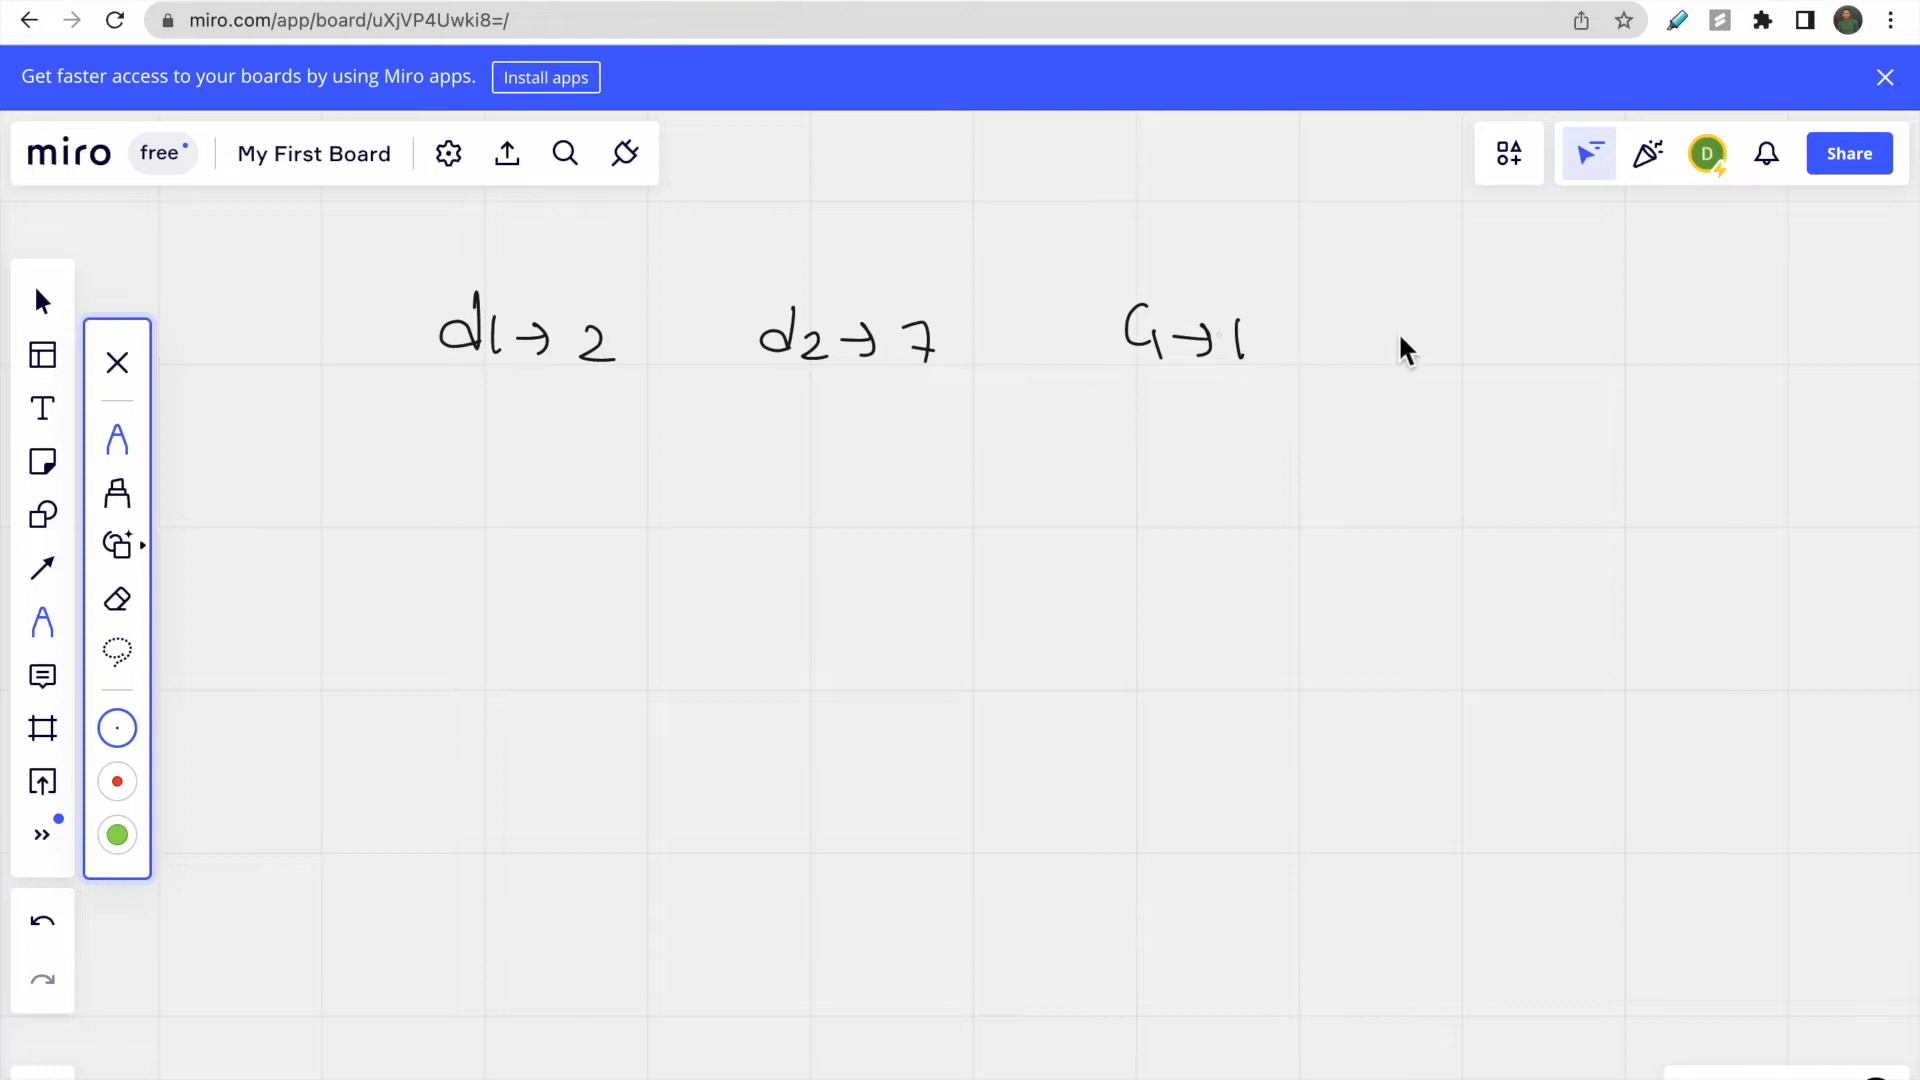 miro.com/app/board/uXjVP4Uwki8=/
Get faster access to your boards by using Miro apps. Install apps
miro free My First Board D Share
d1 → 2 d2 → 7 C1 → 1
T